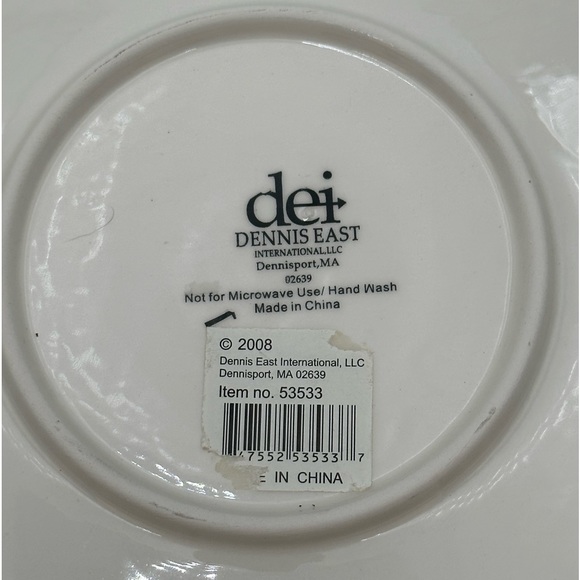 dei
DENNIS EAST
INTERNATIONAL,LLC
Dennisport,MA
02639
Not for Microwave Use/ Hand Wash
Made in China
© 2008
Dennis East International, LLC
Dennisport, MA 02639
Item no. 53533
47552 53533 7
IN CHINA